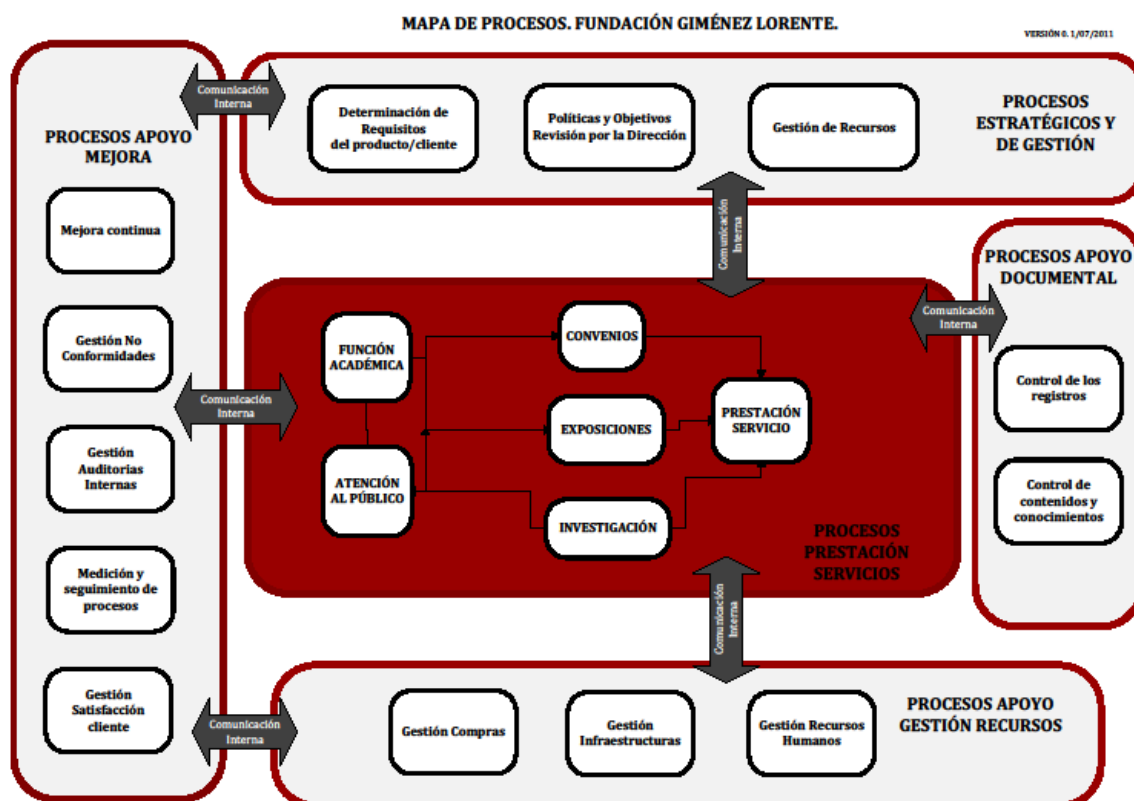 MAPA DE PROCESOS. FUNDACIÓN GIMÉNEZ LORENTE.
VERSIÓN 0. 1/07/2011
Comunicación
Interna
Determinación de
Requisitos
del producto/cliente
Políticas y Objetivos
Revisión por la Dirección
Gestión de Recursos
PROCESOS
ESTRATÉGICOS Y
DE GESTIÓN
PROCESOS APOYO
MEJORA
Mejora continua
Gestión No
Conformidades
Gestión
Auditorias
Internas
Medición y
seguimiento de
procesos
Gestión
Satisfacción
cliente
Comunicación
Interna
Comunicación
Interna
FUNCIÓN
ACADÉMICA
ATENCIÓN
AL PÚBLICO
CONVENIOS
EXPOSICIONES
INVESTIGACIÓN
PRESTACIÓN
SERVICIO
PROCESOS
PRESTACIÓN
SERVICIOS
Comunicación
Interna
PROCESOS APOYO
DOCUMENTAL
Control de los
registros
Control de
contenidos y
conocimientos
Comunicación
Interna
Comunicación
Interna
Gestión Compras
Gestión
Infraestructuras
Gestión Recursos
Humanos
PROCESOS APOYO
GESTIÓN RECURSOS